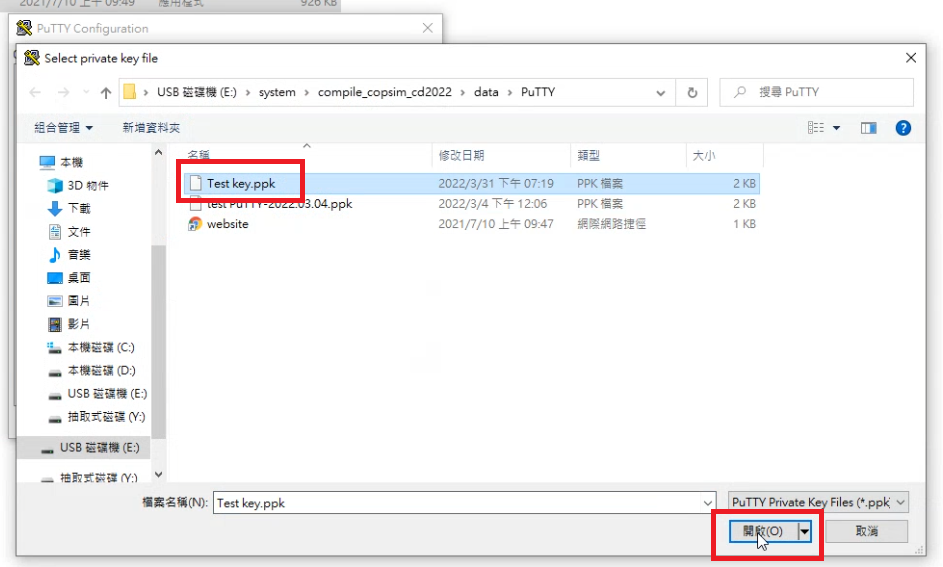 2021/7/10 上午 09:49 應用程式 926 KB
PuTTY Configuration
Select private key file
USB 磁碟機 (E:) › system › compile_copsim_cd2022 › data › PuTTY
搜尋 PuTTY
組合管理 新增資料夾
本機
3D 物件
下載
文件
音樂
桌面
圖片
影片
本機磁碟 (C:)
本機磁碟 (D:)
USB 磁碟機 (E:)
抽取式磁碟 (Y:)
USB 磁碟機 (E:)
抽取式磁碟 (Y:)
名稱 修改日期 類型 大小
Test key.ppk 2022/3/31 下午 07:19 PPK 檔案 2 KB
test PuTTY-2022.03.04.ppk 2022/3/4 下午 12:06 PPK 檔案 2 KB
website 2021/7/10 上午 09:47 網際網路捷徑 1 KB
檔案名稱(N): Test key.ppk PuTTY Private Key Files (*.ppk)
開啟(O) 取消